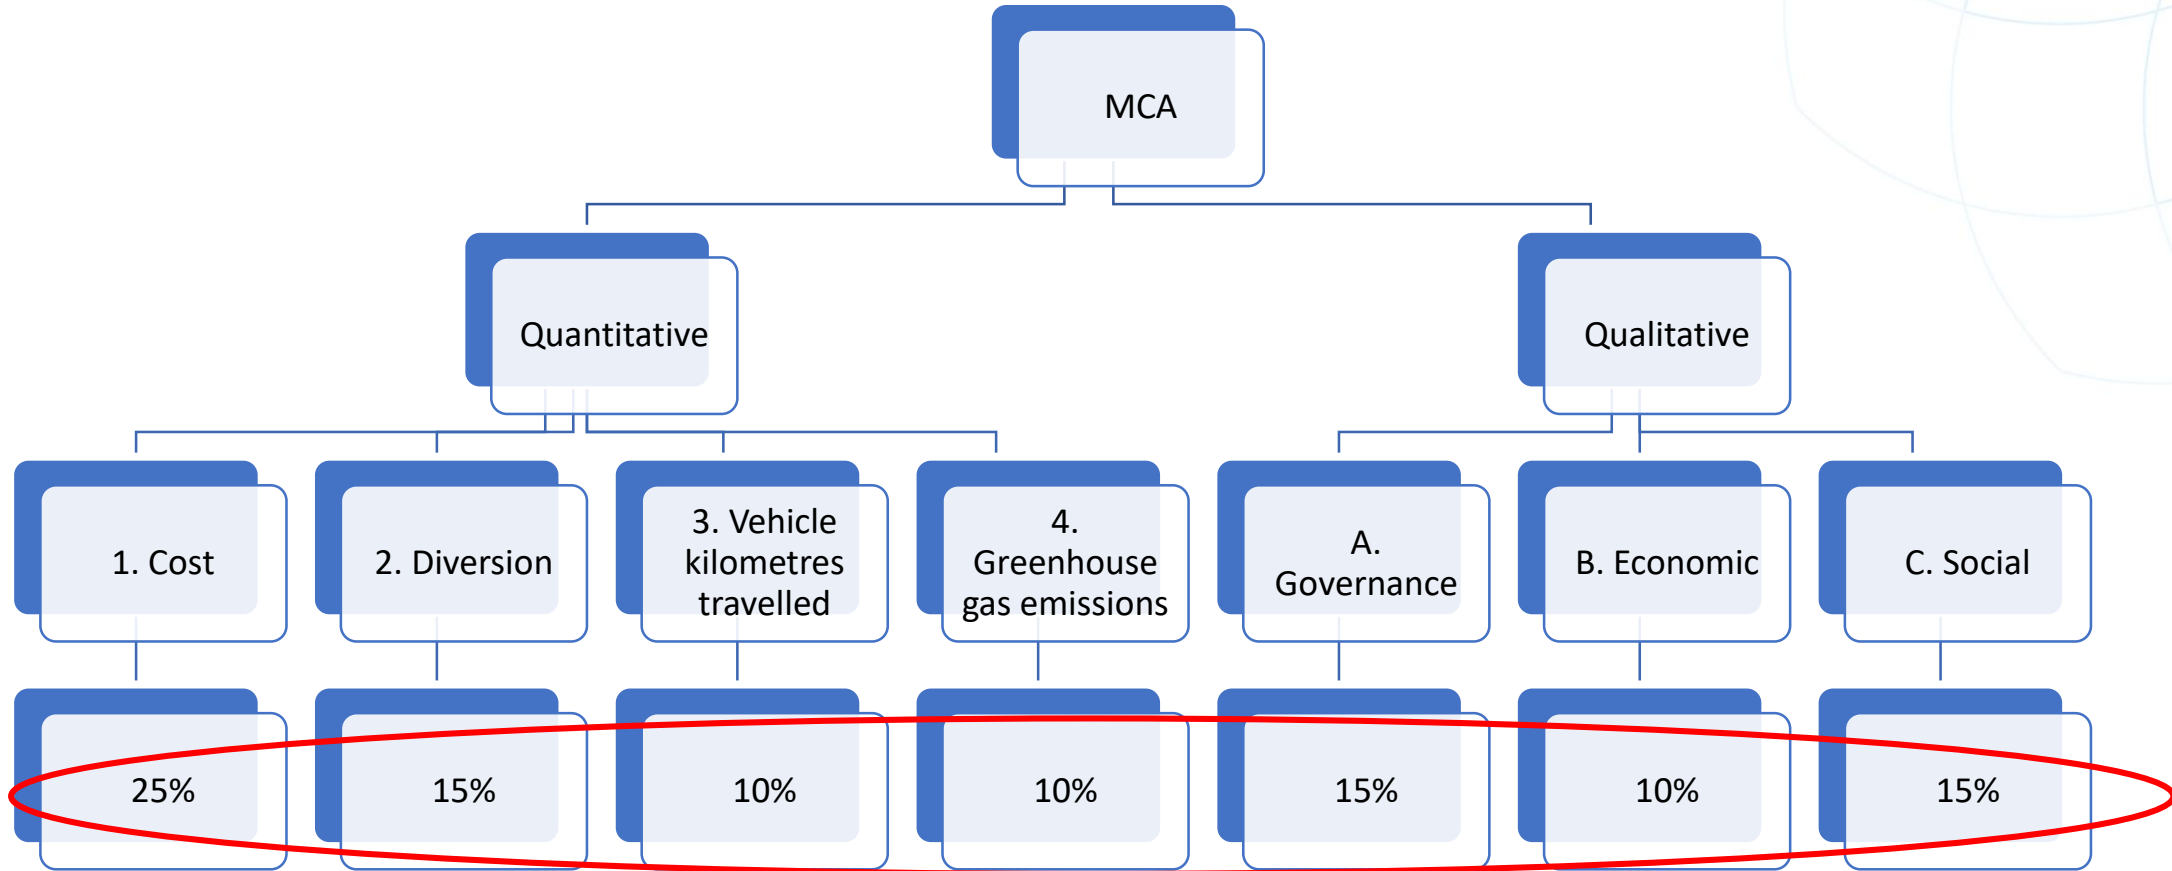 MCA
Quantitative
Qualitative
1. Cost
2. Diversion
3. Vehicle
kilometres
travelled
4.
Greenhouse
gas emissions
A.
Governance
B. Economic
C. Social
25%
15%
10%
10%
15%
10%
15%